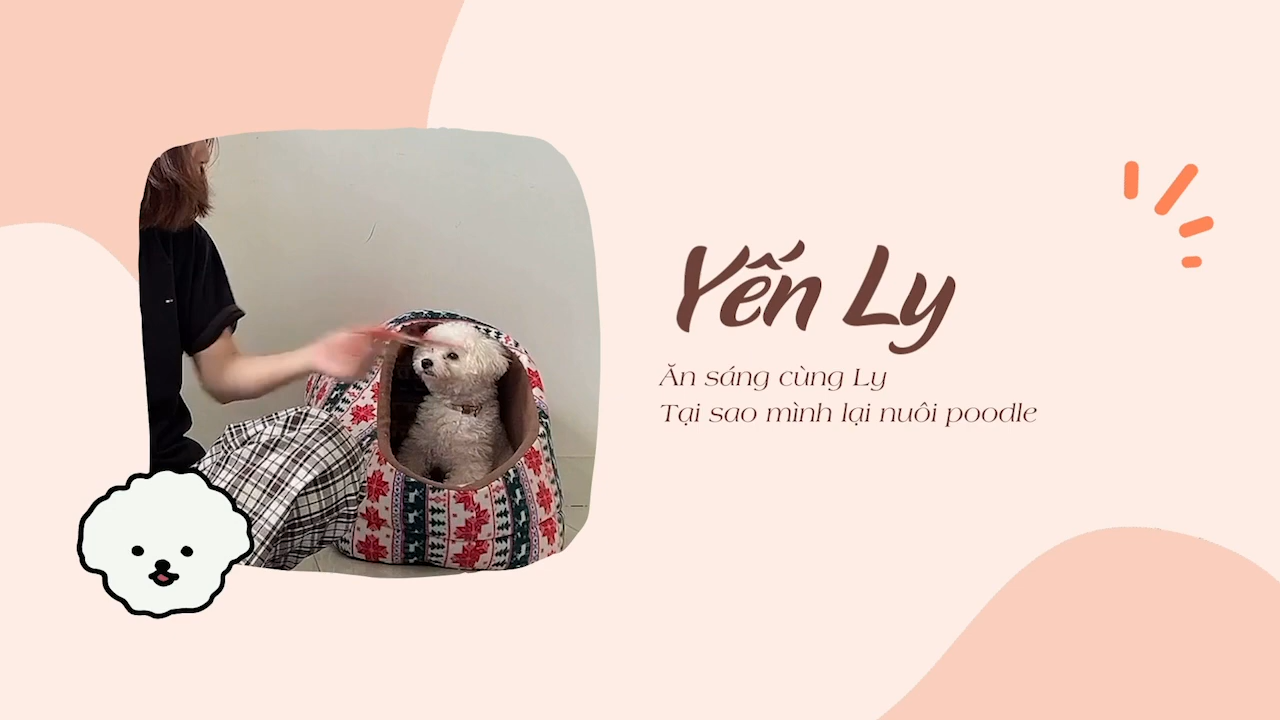 Yến Ly
Ăn sáng cùng Ly
Tại sao mình lại nuôi poodle